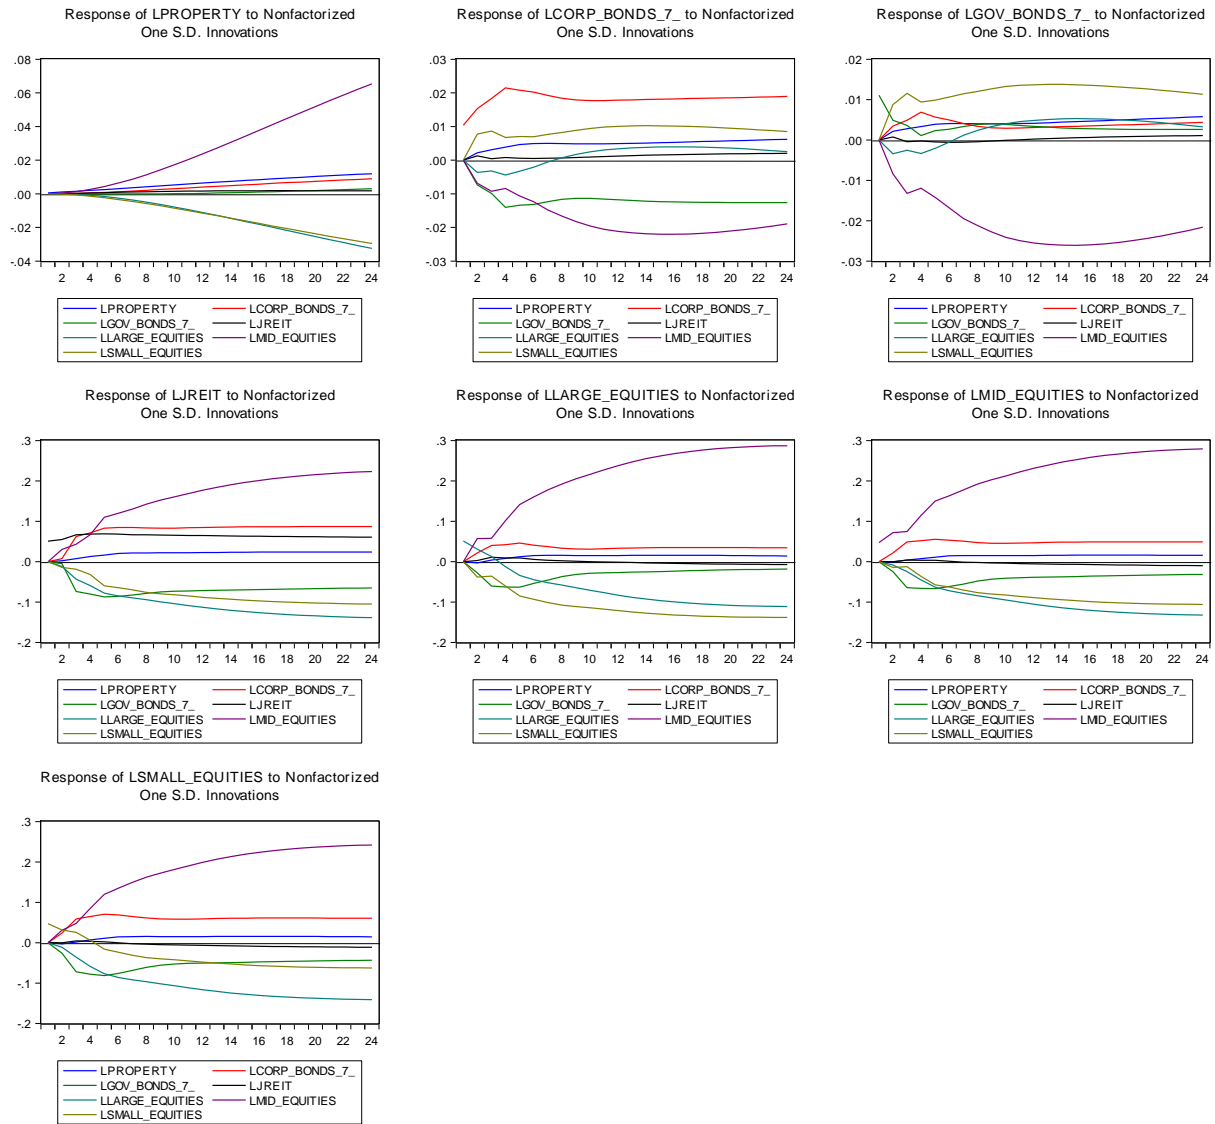 Response of LPROPERTY to Nonfactorized
One S.D. Innovations
.08
.06
.04
.02
.00
-.02
-.04
2 4 6 8 10 12 14 16 18 20 22 24
LPROPERTY LCORP_BONDS_7_
LGOV_BONDS_7_ LJREIT
LLARGE_EQUITIES LMID_EQUITIES
LSMALL_EQUITIES
Response of LCORP_BONDS_7_ to Nonfactorized
One S.D. Innovations
.03
.02
.01
.00
-.01
-.02
-.03
2 4 6 8 10 12 14 16 18 20 22 24
LPROPERTY LCORP_BONDS_7_
LGOV_BONDS_7_ LJREIT
LLARGE_EQUITIES LMID_EQUITIES
LSMALL_EQUITIES
Response of LGOV_BONDS_7_ to Nonfactorized
One S.D. Innovations
.02
.01
.00
-.01
-.02
-.03
2 4 6 8 10 12 14 16 18 20 22 24
LPROPERTY LCORP_BONDS_7_
LGOV_BONDS_7_ LJREIT
LLARGE_EQUITIES LMID_EQUITIES
LSMALL_EQUITIES
Response of LJREIT to Nonfactorized
One S.D. Innovations
.3
.2
.1
.0
-.1
-.2
2 4 6 8 10 12 14 16 18 20 22 24
LPROPERTY LCORP_BONDS_7_
LGOV_BONDS_7_ LJREIT
LLARGE_EQUITIES LMID_EQUITIES
LSMALL_EQUITIES
Response of LLARGE_EQUITIES to Nonfactorized
One S.D. Innovations
.3
.2
.1
.0
-.1
-.2
2 4 6 8 10 12 14 16 18 20 22 24
LPROPERTY LCORP_BONDS_7_
LGOV_BONDS_7_ LJREIT
LLARGE_EQUITIES LMID_EQUITIES
LSMALL_EQUITIES
Response of LMID_EQUITIES to Nonfactorized
One S.D. Innovations
.3
.2
.1
.0
-.1
-.2
2 4 6 8 10 12 14 16 18 20 22 24
LPROPERTY LCORP_BONDS_7_
LGOV_BONDS_7_ LJREIT
LLARGE_EQUITIES LMID_EQUITIES
LSMALL_EQUITIES
Response of LSMALL_EQUITIES to Nonfactorized
One S.D. Innovations
.3
.2
.1
.0
-.1
-.2
2 4 6 8 10 12 14 16 18 20 22 24
LPROPERTY LCORP_BONDS_7_
LGOV_BONDS_7_ LJREIT
LLARGE_EQUITIES LMID_EQUITIES
LSMALL_EQUITIES